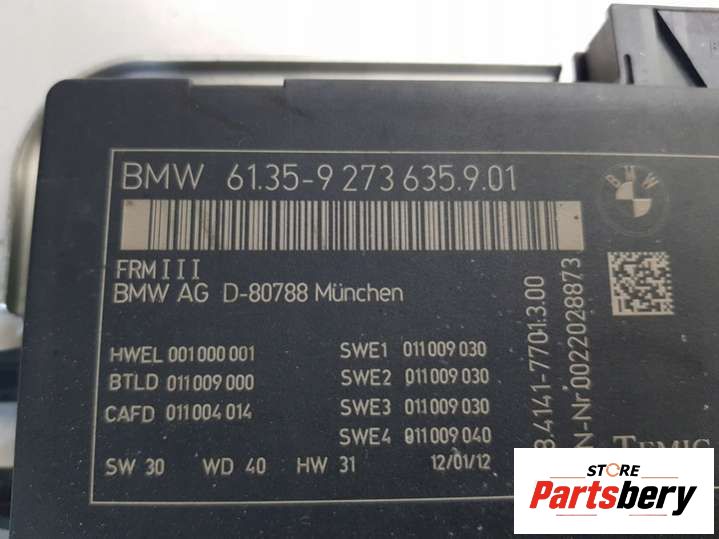 BMW 61.35-9 273 635.9.01
BMW
FRM III
BMW AG D-80788 München
HWEL 001 000 001
BTLD 011 009 000
CAFD 011 004 014
SWE1 011 009 030
SWE2 011 009 030
SWE3 011 009 030
SWE4 011 009 040
SW 30 WD 40 HW 31 12/01/12
8.4141-7701.3.00
N-Nr 0022028873
TEMIC
STORE
Partsbery